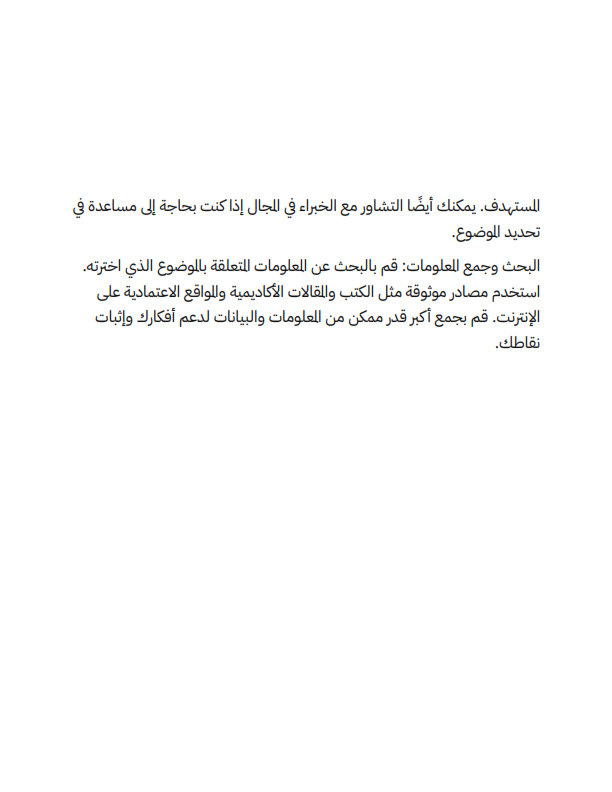 المستهدف. يمكنك أيضًا التشاور مع الخبراء في المجال إذا كنت بحاجة إلى مساعدة في
تحديد الموضوع.
البحث وجمع المعلومات: قم بالبحث عن المعلومات المتعلقة بالموضوع الذي اخترته.
استخدم مصادر موثوقة مثل الكتب والمقالات الأكاديمية والمواقع الاعتمادية على
الإنترنت. قم بجمع أكبر قدر ممكن من المعلومات والبيانات لدعم أفكارك وإثبات
نقاطك.